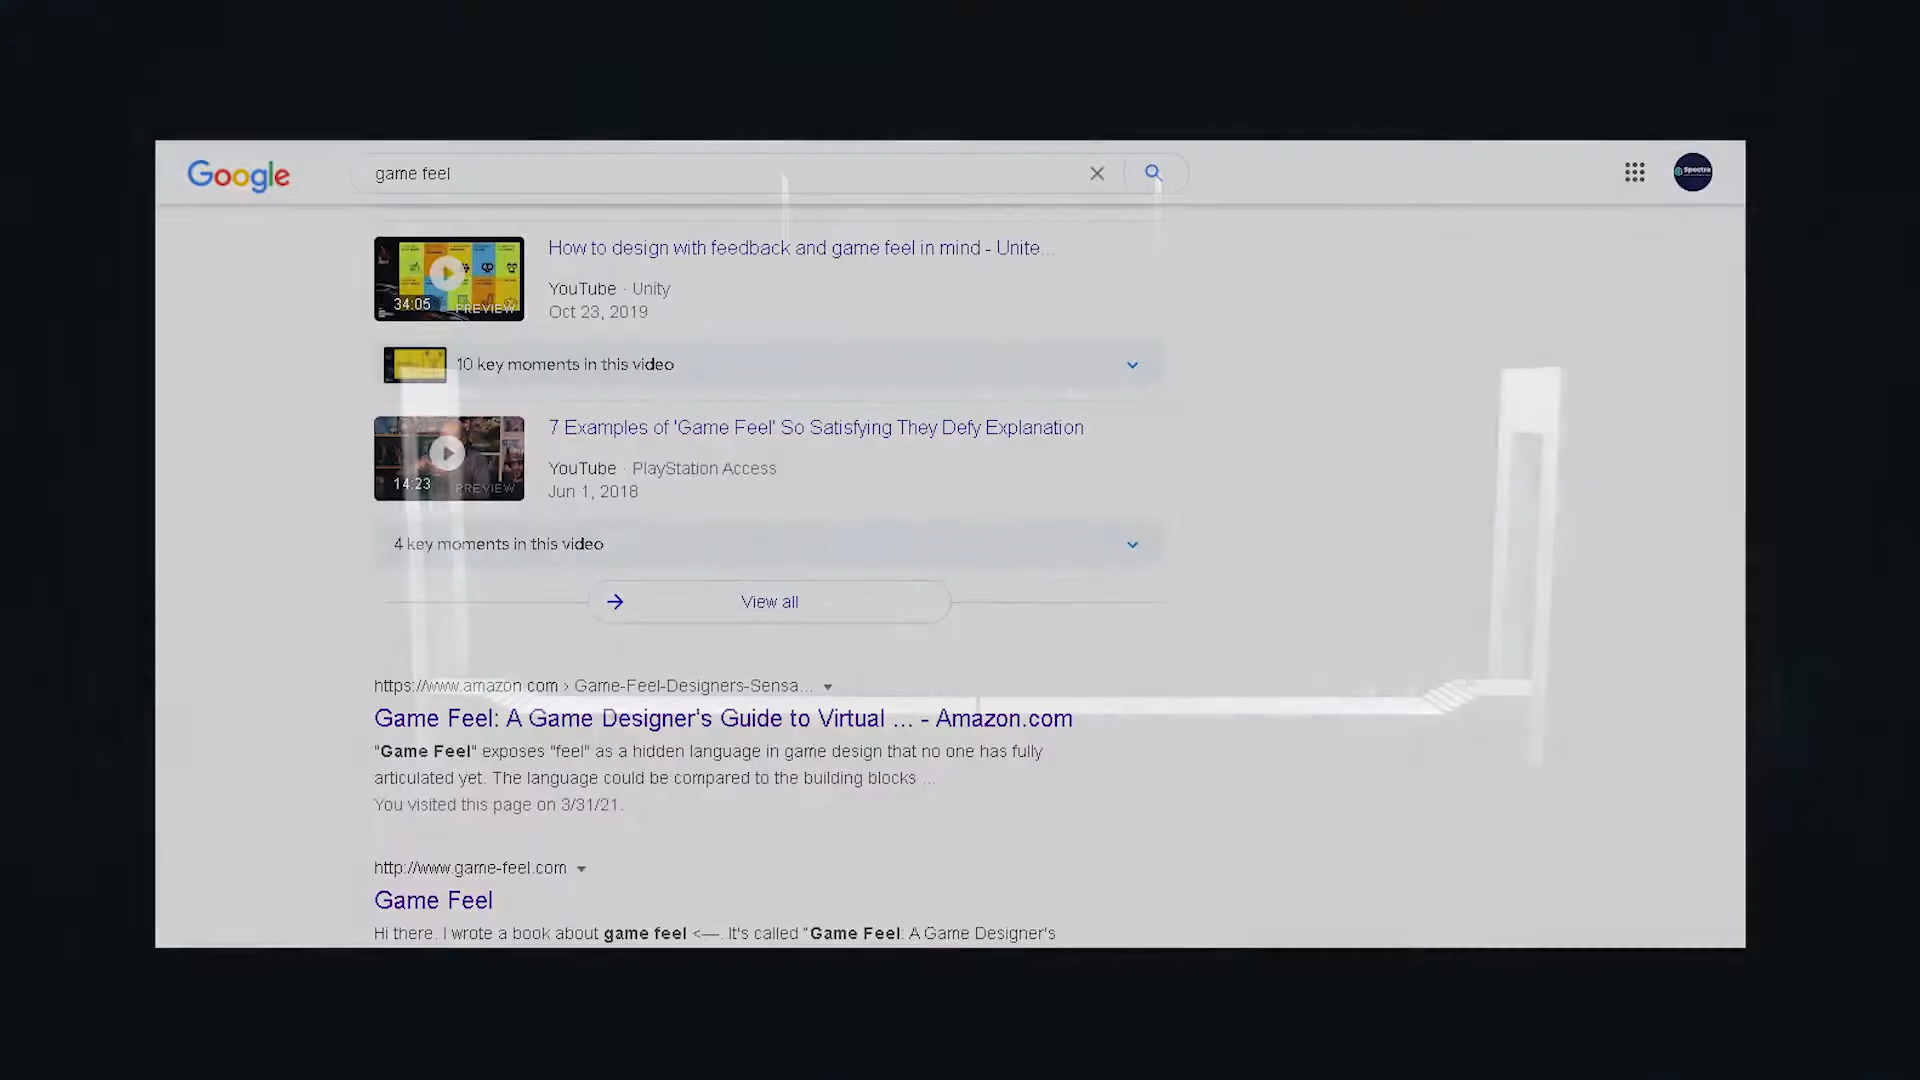 Google
game feel
Spectra
How to design with feedback and game feel in mind - Unite...
34:05
PREVIEW
YouTube · Unity
Oct 23, 2019
10 key moments in this video
7 Examples of 'Game Feel' So Satisfying They Defy Explanation
14:23
PREVIEW
YouTube · PlayStation Access
Jun 1, 2018
4 key moments in this video
View all
https://www.amazon.com › Game-Feel-Designers-Sensa...
Game Feel: A Game Designer's Guide to Virtual ... - Amazon.com
"Game Feel" exposes "feel" as a hidden language in game design that no one has fully
articulated yet. The language could be compared to the building blocks ...
You visited this page on 3/31/21.
http://www.game-feel.com
Game Feel
Hi there. I wrote a book about game feel <—. It's called "Game Feel: A Game Designer's